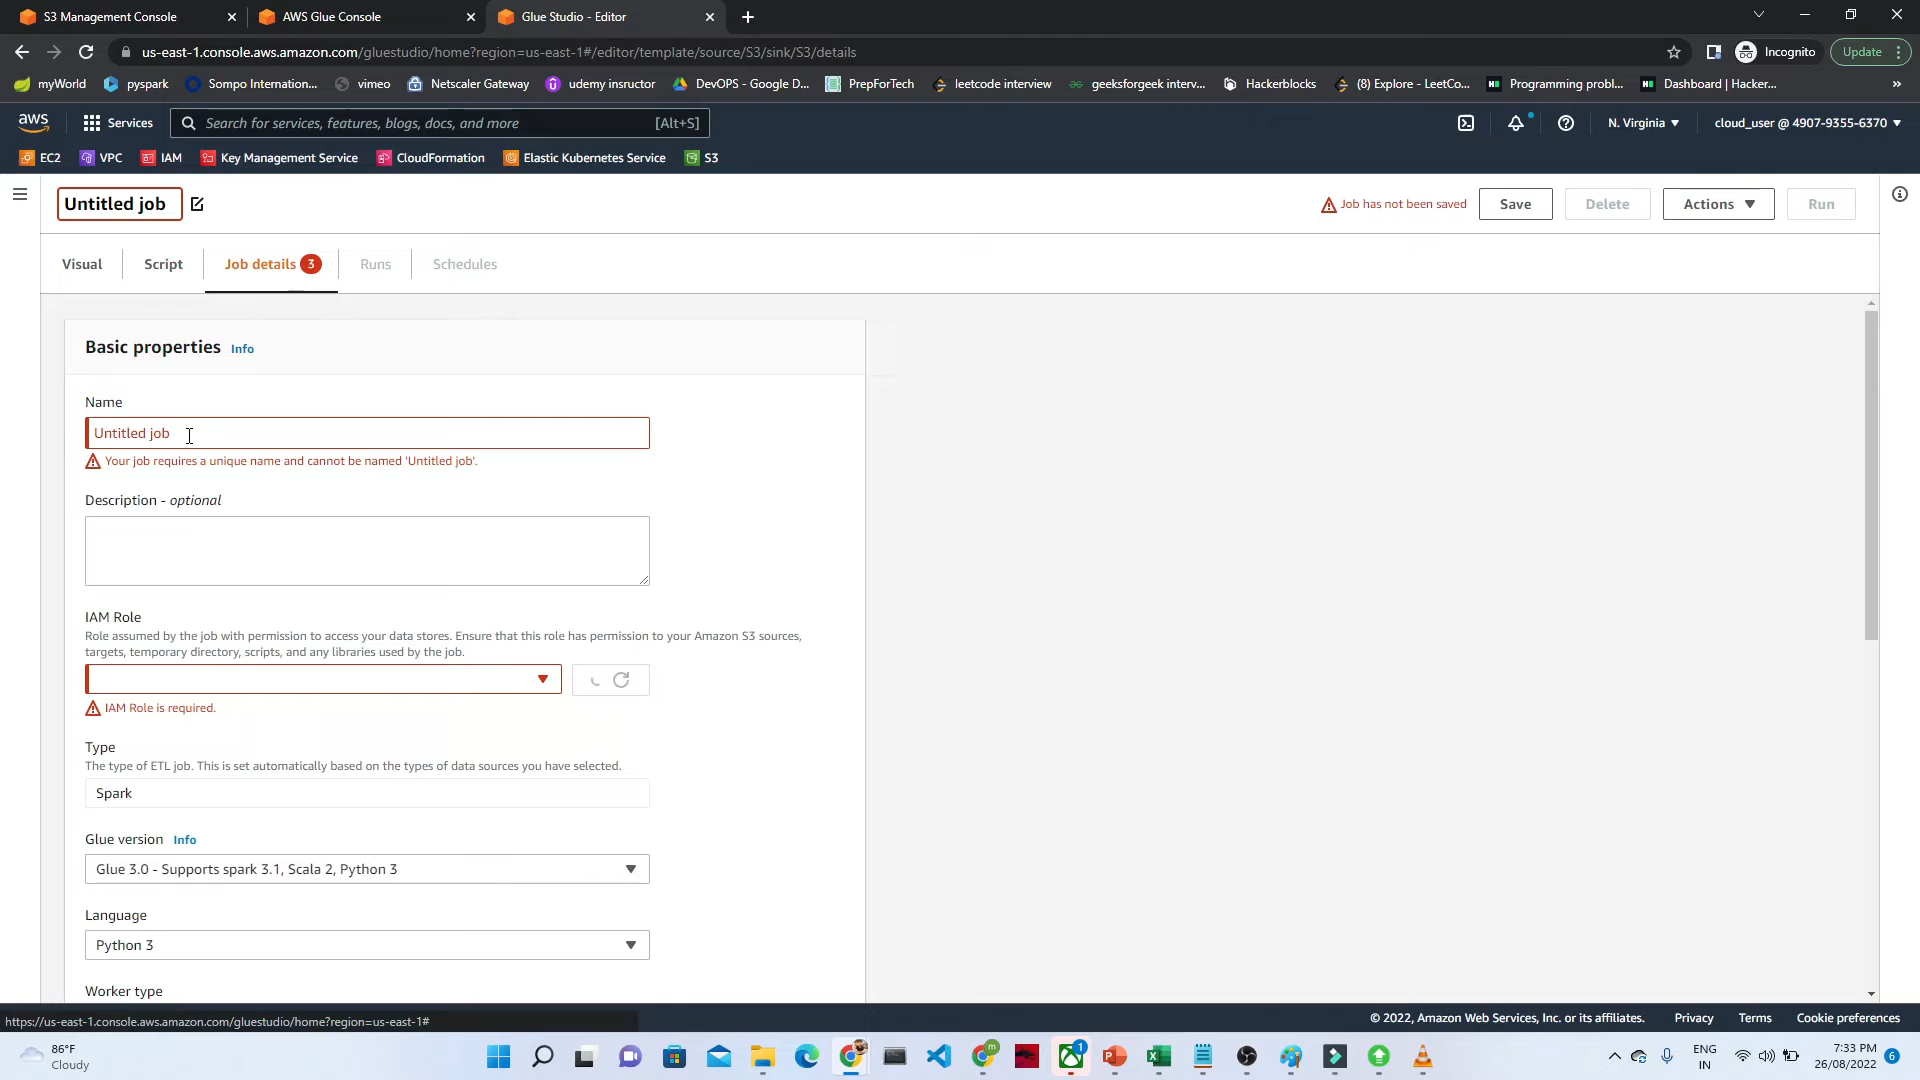 S3 Management Console
AWS Glue Console
Glue Studio - Editor
us-east-1.console.aws.amazon.com/gluestudio/home?region=us-east-1#/editor/template/source/S3/sink/S3/details
Incognito
Update
myWorld
pyspark
Sompo Internation...
vimeo
Netscaler Gateway
udemy insructor
DevOPS - Google D...
PrepForTech
leetcode interview
geeksforgeek interv...
Hackerblocks
(8) Explore - LeetCo...
Programming probl...
Dashboard | Hacker...
»
aws
Services
Search for services, features, blogs, docs, and more
[Alt+S]
N. Virginia
cloud_user @ 4907-9355-6370
EC2
VPC
IAM
Key Management Service
CloudFormation
Elastic Kubernetes Service
S3
Untitled job
Job has not been saved
Save
Delete
Actions
Run
Visual
Script
Job details 3
Runs
Schedules
Basic properties Info
Name
Untitled job
Your job requires a unique name and cannot be named 'Untitled job'.
Description - optional
IAM Role
Role assumed by the job with permission to access your data stores. Ensure that this role has permission to your Amazon S3 sources,
targets, temporary directory, scripts, and any libraries used by the job.
IAM Role is required.
Type
The type of ETL job. This is set automatically based on the types of data sources you have selected.
Spark
Glue version Info
Glue 3.0 - Supports spark 3.1, Scala 2, Python 3
Language
Python 3
Worker type
https://us-east-1.console.aws.amazon.com/gluestudio/home?region=us-east-1#
© 2022, Amazon Web Services, Inc. or its affiliates.
Privacy
Terms
Cookie preferences
86°F
Cloudy
m
1
ENG
IN
7:33 PM
26/08/2022
6